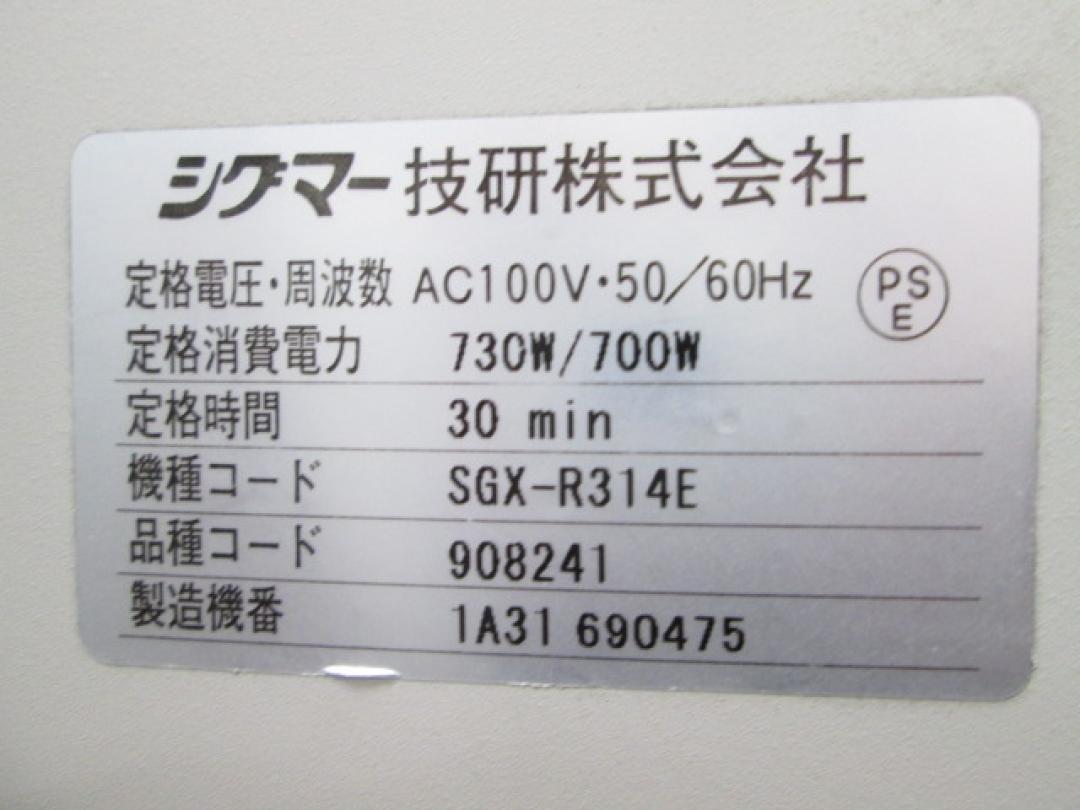 シグマー技研株式会社
定格電圧・周波数 AC100V・50/60Hz
PS
E
定格消費電力 730W/700W
定格時間 30 min
機種コード SGX-R314E
品種コード 908241
製造機番 1A31 690475